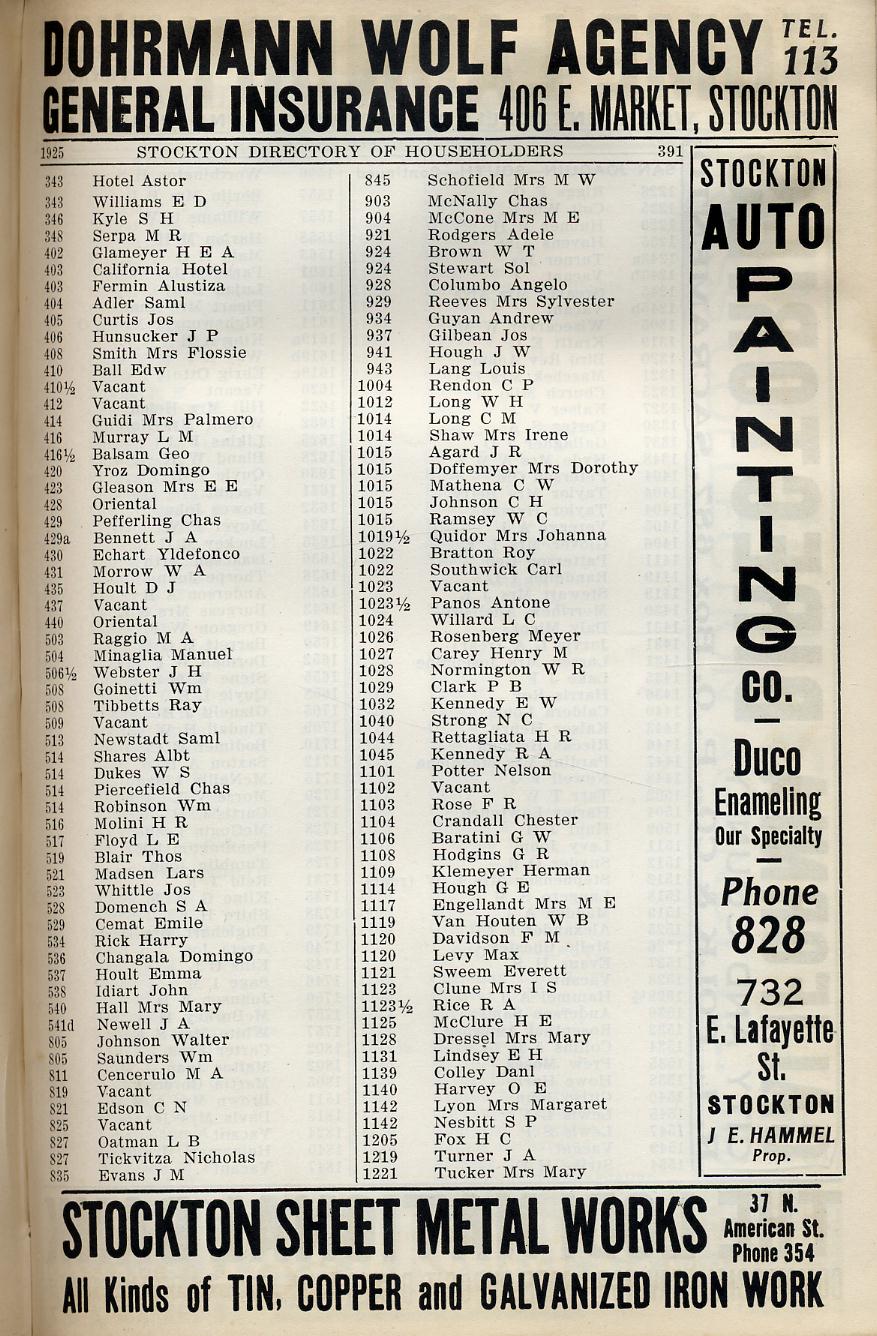 DOHRMANN WOLF AGENCY TEL. 113
GENERAL INSURANCE 406 E. MARKET, STOCKTON
1925 STOCKTON DIRECTORY OF HOUSEHOLDERS 391
343 Hotel Astor
343 Williams E D
346 Kyle S H
348 Serpa M R
402 Glameyer H E A
403 California Hotel
403 Fermin Alustiza
404 Adler Saml
405 Curtis Jos
406 Hunsucker J P
408 Smith Mrs Flossie
410 Ball Edw
410½ Vacant
412 Vacant
414 Guidi Mrs Palmero
416 Murray L M
416½ Balsam Geo
420 Yroz Domingo
423 Gleason Mrs E E
428 Oriental
429 Pefferling Chas
429a Bennett J A
430 Echart Yldefonco
431 Morrow W A
435 Hoult D J
437 Vacant
440 Oriental
503 Raggio M A
504 Minaglia Manuel
506½ Webster J H
508 Goinetti Wm
508 Tibbetts Ray
509 Vacant
513 Newstadt Saml
514 Shares Albt
514 Dukes W S
514 Piercefield Chas
514 Robinson Wm
516 Molini H R
517 Floyd L E
519 Blair Thos
521 Madsen Lars
523 Whittle Jos
528 Domench S A
529 Cemat Emile
534 Rick Harry
536 Changala Domingo
537 Hoult Emma
538 Idiart John
540 Hall Mrs Mary
541d Newell J A
805 Johnson Walter
805 Saunders Wm
811 Cencerulo M A
819 Vacant
821 Edson C N
825 Vacant
827 Oatman L B
827 Tickvitza Nicholas
835 Evans J M
845 Schofield Mrs M W
903 McNally Chas
904 McCone Mrs M E
921 Rodgers Adele
924 Brown W T
924 Stewart Sol
928 Columbo Angelo
929 Reeves Mrs Sylvester
934 Guyan Andrew
937 Gilbean Jos
941 Hough J W
943 Lang Louis
1004 Rendon C P
1012 Long W H
1014 Long C M
1014 Shaw Mrs Irene
1015 Agard J R
1015 Doffemyer Mrs Dorothy
1015 Mathena C W
1015 Johnson C H
1015 Ramsey W C
1019½ Quidor Mrs Johanna
1022 Bratton Roy
1022 Southwick Carl
1023 Vacant
1023½ Panos Antone
1024 Willard L C
1026 Rosenberg Meyer
1027 Carey Henry M
1028 Normington W R
1029 Clark P B
1032 Kennedy E W
1040 Strong N C
1044 Rettagliata H R
1045 Kennedy R A
1101 Potter Nelson
1102 Vacant
1103 Rose F R
1104 Crandall Chester
1106 Baratini G W
1108 Hodgins G R
1109 Klemeyer Herman
1114 Hough G E
1117 Engellandt Mrs M E
1119 Van Houten W B
1120 Davidson F M
1120 Levy Max
1121 Sweem Everett
1123 Clune Mrs I S
1123½ Rice R A
1125 McClure H E
1128 Dressel Mrs Mary
1131 Lindsey E H
1139 Colley Danl
1140 Harvey O E
1142 Lyon Mrs Margaret
1142 Nesbitt S P
1205 Fox H C
1219 Turner J A
1221 Tucker Mrs Mary
STOCKTON
AUTO
PAINTING
CO.
Duco
Enameling
Our Specialty
Phone
828
732
E. Lafayette
St.
STOCKTON
J E. HAMMEL
Prop.
STOCKTON SHEET METAL WORKS
37 N.
American St.
Phone 354
All Kinds of TIN, COPPER and GALVANIZED IRON WORK